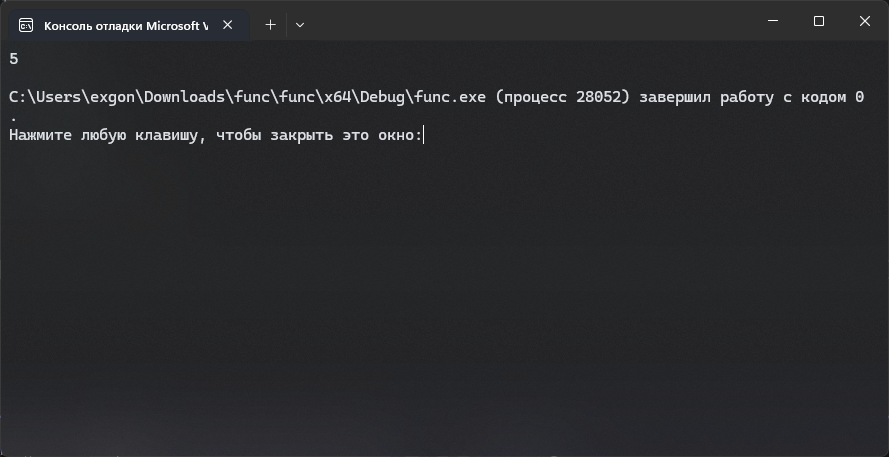 Консоль отладки Microsoft V
5
C:\Users\exgon\Downloads\func\func\x64\Debug\func.exe (процесс 28052) завершил работу с кодом 0
.
Нажмите любую клавишу, чтобы закрыть это окно: